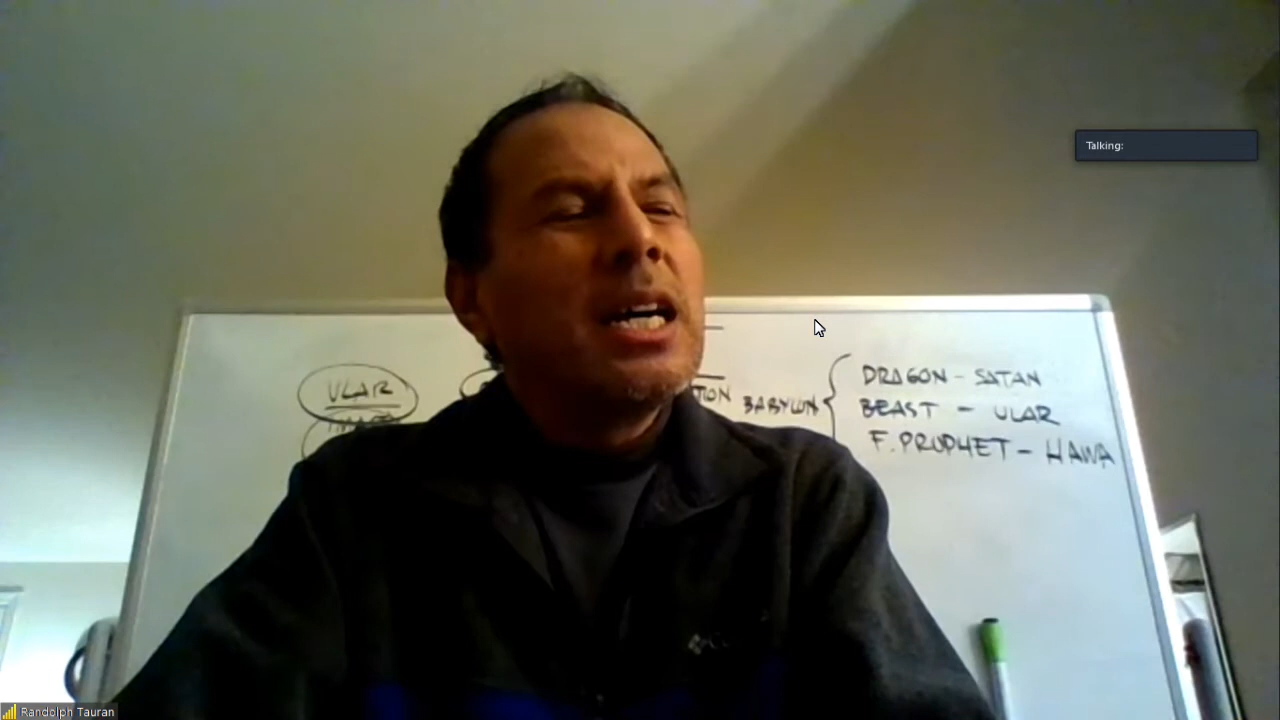 Talking:
ULAR
BABYLON
DRAGON - SATAN
BEAST - ULAR
F. PROPHET - HAWA
Randolph Tauran